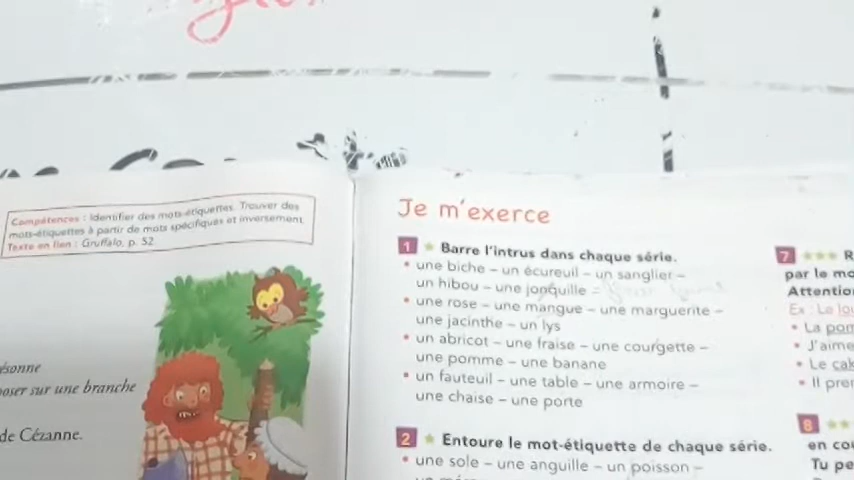 Compétences : Identifier des mots-étiquettes. Trouver des
mots-étiquettes à partir de mots spécifiques et inversement.
Texte en lien : Gruffalo, p. 52
ésonne
oser sur une branche
de Cézanne.
Je m'exerce
1 Barre l'intrus dans chaque série.
• une biche – un écureuil – un sanglier –
un hibou – une jonquille
• une rose – une mangue – une marguerite –
une jacinthe – un lys
• un abricot – une fraise – une courgette –
une pomme – une banane
• un fauteuil – une table – une armoire –
une chaise – une porte
2 Entoure le mot-étiquette de chaque série.
• une sole – une anguille – un poisson –
7 R
par le mo
Attentio
Ex : Le lou
• La pom
• J'aime
• Le cak
• Il prer
8
en cou
Tu pe